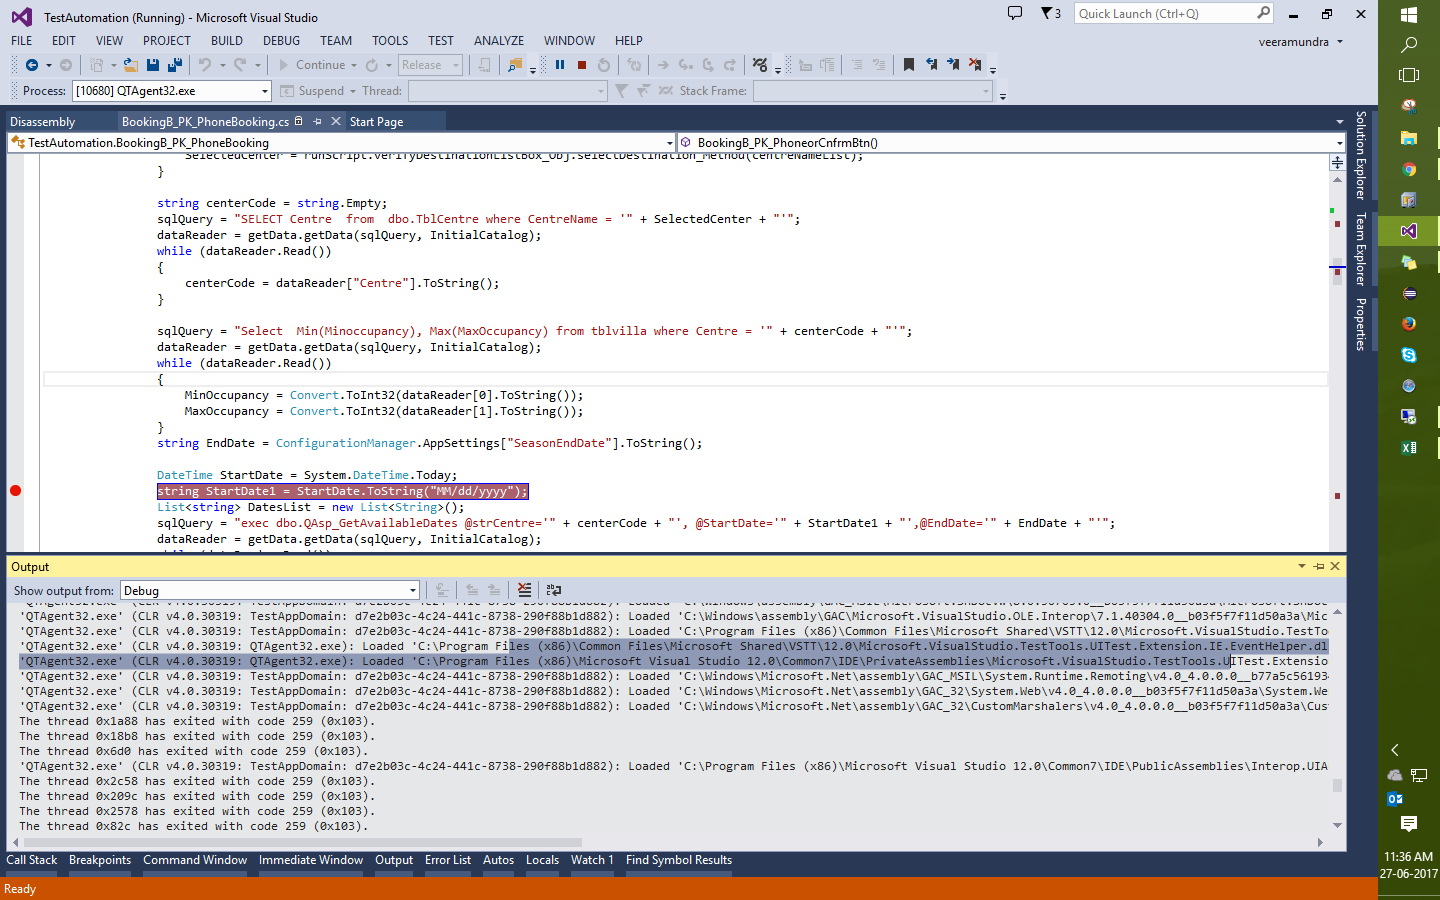 TestAutomation (Running) - Microsoft Visual Studio
3
Quick Launch (Ctrl+Q)
FILE EDIT VIEW PROJECT BUILD DEBUG TEAM TOOLS TEST ANALYZE WINDOW HELP
veeramundra
Continue Release
Process: [10680] QTAgent32.exe Suspend Thread: Stack Frame:
Disassembly BookingB_PK_PhoneBooking.cs Start Page
TestAutomation.BookingB_PK_PhoneBooking BookingB_PK_PhoneorCnfrmBtn()
SelectedCenter = runScript.verifyDestinationListBox_Obj.selectDestination_Method(centreNameList);
}
string centerCode = string.Empty;
sqlQuery = "SELECT Centre  from  dbo.TblCentre where CentreName = '" + SelectedCenter + "'";
dataReader = getData.getData(sqlQuery, InitialCatalog);
while (dataReader.Read())
{
centerCode = dataReader["Centre"].ToString();
}
sqlQuery = "Select  Min(Minoccupancy), Max(MaxOccupancy) from tblvilla where Centre = '" + centerCode + "'";
dataReader = getData.getData(sqlQuery, InitialCatalog);
while (dataReader.Read())
{
MinOccupancy = Convert.ToInt32(dataReader[0].ToString());
MaxOccupancy = Convert.ToInt32(dataReader[1].ToString());
}
string EndDate = ConfigurationManager.AppSettings["SeasonEndDate"].ToString();
DateTime StartDate = System.DateTime.Today;
string StartDate1 = StartDate.ToString("MM/dd/yyyy");
List<string> DatesList = new List<String>();
sqlQuery = "exec dbo.QAsp_GetAvailableDates @strCentre='" + centerCode + "', @StartDate='" + StartDate1 + "',@EndDate='" + EndDate + "'";
dataReader = getData.getData(sqlQuery, InitialCatalog);
Solution Explorer
Team Explorer
Properties
Output
Show output from: Debug
'QTAgent32.exe' (CLR v4.0.30319: TestAppDomain: d7e2b03c-4c24-441c-8738-290f88b1d882): Loaded 'C:\Windows\assembly\GAC\Microsoft.VisualStudio.OLE.Interop\7.1.40304.0__b03f5f7f11d50a3a\Mic
'QTAgent32.exe' (CLR v4.0.30319: TestAppDomain: d7e2b03c-4c24-441c-8738-290f88b1d882): Loaded 'C:\Program Files (x86)\Common Files\Microsoft Shared\VSTT\12.0\Microsoft.VisualStudio.TestToo
'QTAgent32.exe' (CLR v4.0.30319: QTAgent32.exe): Loaded 'C:\Program Files (x86)\Common Files\Microsoft Shared\VSTT\12.0\Microsoft.VisualStudio.TestTools.UITest.Extension.IE.EventHelper.dl
'QTAgent32.exe' (CLR v4.0.30319: QTAgent32.exe): Loaded 'C:\Program Files (x86)\Microsoft Visual Studio 12.0\Common7\IDE\PrivateAssemblies\Microsoft.VisualStudio.TestTools.UITest.Extension
'QTAgent32.exe' (CLR v4.0.30319: TestAppDomain: d7e2b03c-4c24-441c-8738-290f88b1d882): Loaded 'C:\Windows\Microsoft.Net\assembly\GAC_MSIL\System.Runtime.Remoting\v4.0_4.0.0.0__b77a5c56193
'QTAgent32.exe' (CLR v4.0.30319: TestAppDomain: d7e2b03c-4c24-441c-8738-290f88b1d882): Loaded 'C:\Windows\Microsoft.Net\assembly\GAC_32\System.Web\v4.0_4.0.0.0__b03f5f7f11d50a3a\System.We
'QTAgent32.exe' (CLR v4.0.30319: TestAppDomain: d7e2b03c-4c24-441c-8738-290f88b1d882): Loaded 'C:\Windows\Microsoft.Net\assembly\GAC_32\CustomMarshalers\v4.0_4.0.0.0__b03f5f7f11d50a3a\Cus
The thread 0x1a88 has exited with code 259 (0x103).
The thread 0x18b8 has exited with code 259 (0x103).
The thread 0x6d0 has exited with code 259 (0x103).
'QTAgent32.exe' (CLR v4.0.30319: TestAppDomain: d7e2b03c-4c24-441c-8738-290f88b1d882): Loaded 'C:\Program Files (x86)\Microsoft Visual Studio 12.0\Common7\IDE\PublicAssemblies\Interop.UIA
The thread 0x2c58 has exited with code 259 (0x103).
The thread 0x209c has exited with code 259 (0x103).
The thread 0x2578 has exited with code 259 (0x103).
The thread 0x82c has exited with code 259 (0x103).
Call Stack Breakpoints Command Window Immediate Window Output Error List Autos Locals Watch 1 Find Symbol Results
Ready
11:36 AM
27-06-2017